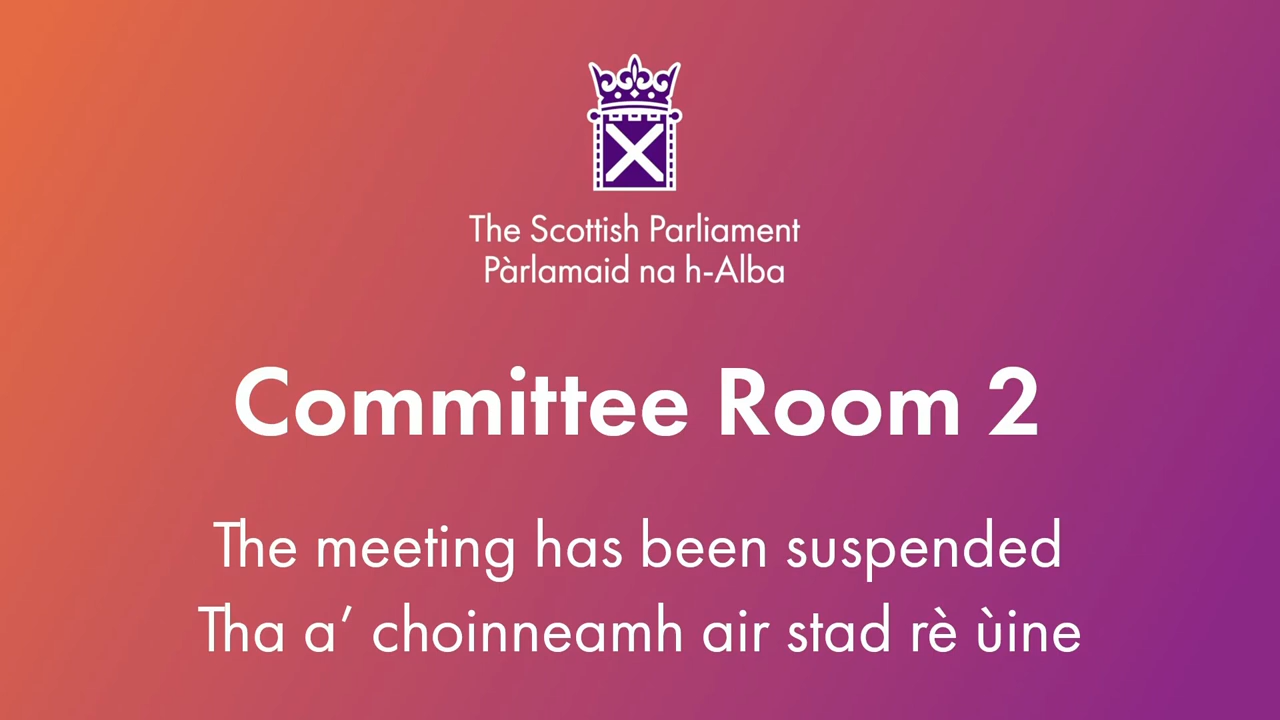 The Scottish Parliament
Pàrlamaid na h-Alba
Committee Room 2
The meeting has been suspended
Tha a’ choinneamh air stad rè ùine